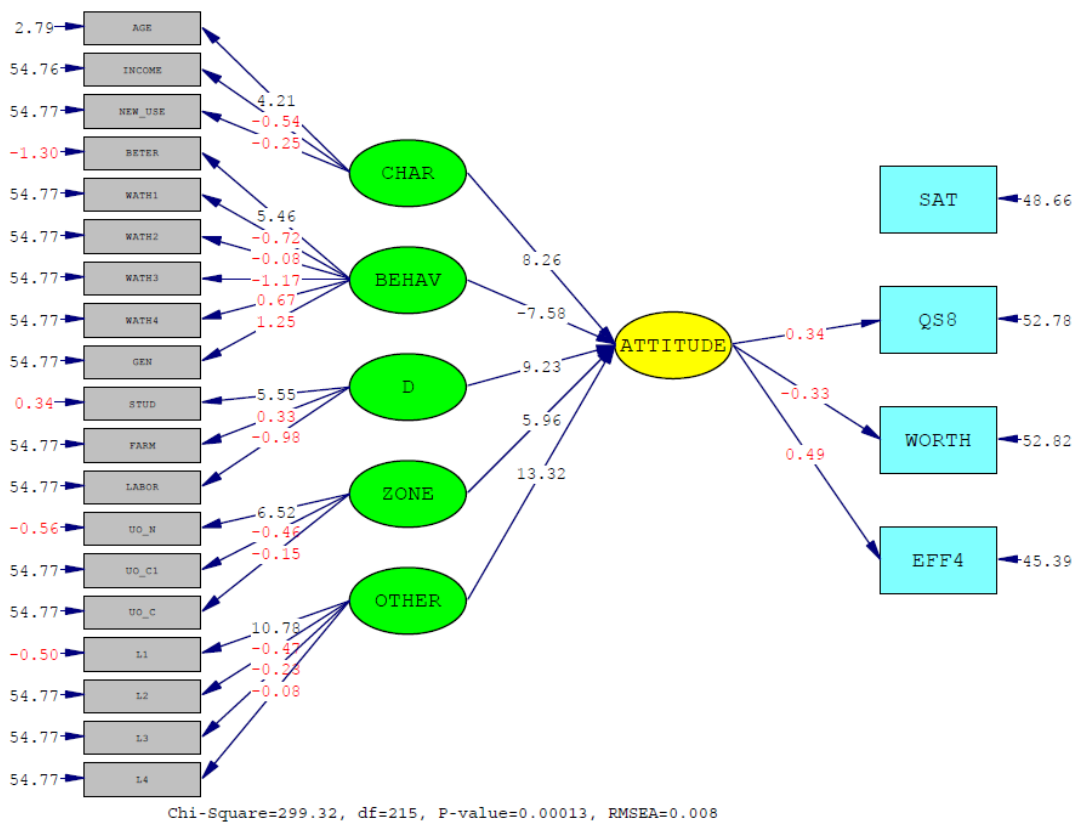 2.79 AGE
54.76 INCOME
54.77 NEW_USE
-1.30 BETER
54.77 WATH1
54.77 WATH2
54.77 WATH3
54.77 WATH4
54.77 GEN
0.34 STUD
54.77 FARM
54.77 LABOR
-0.56 UO_N
54.77 UO_C1
54.77 UO_C
-0.50 L1
54.77 L2
54.77 L3
54.77 L4
4.21
-0.54
-0.25
5.46
-0.72
-0.08
-1.17
0.67
1.25
5.55
0.33
-0.98
6.52
-0.46
-0.15
10.78
-0.47
-0.23
-0.08
CHAR
BEHAV
D
ZONE
OTHER
8.26
-7.58
9.23
5.96
13.32
ATTITUDE
0.34
-0.33
0.49
SAT 48.66
QS8 52.78
WORTH 52.82
EFF4 45.39
Chi-Square=299.32, df=215, P-value=0.00013, RMSEA=0.008